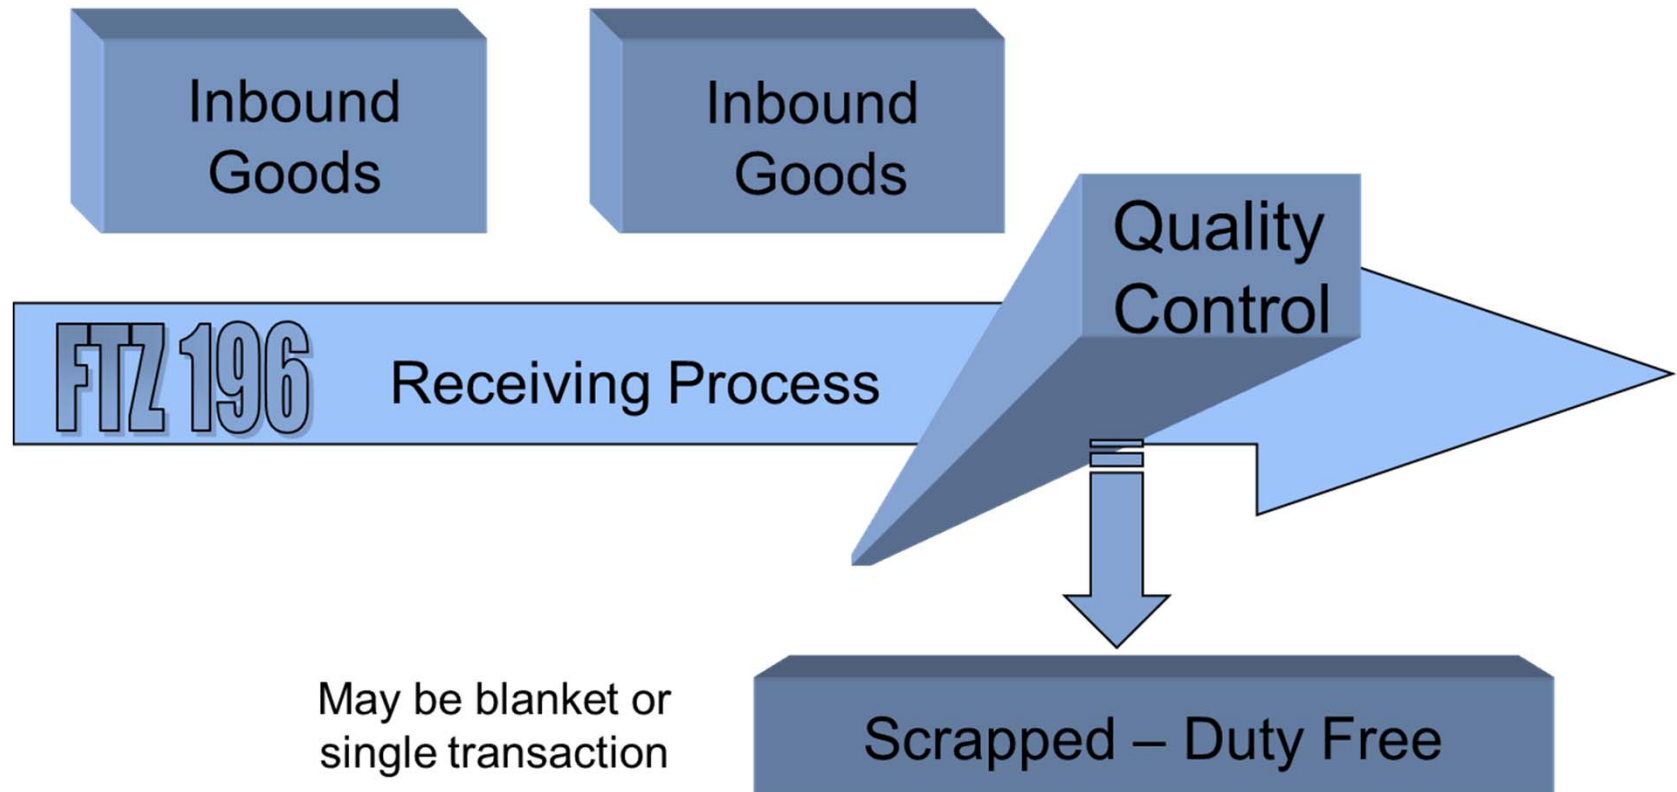 Inbound
Goods
Inbound
Goods
Quality
Control
FTZ 196
Receiving Process
May be blanket or
single transaction
Scrapped – Duty Free